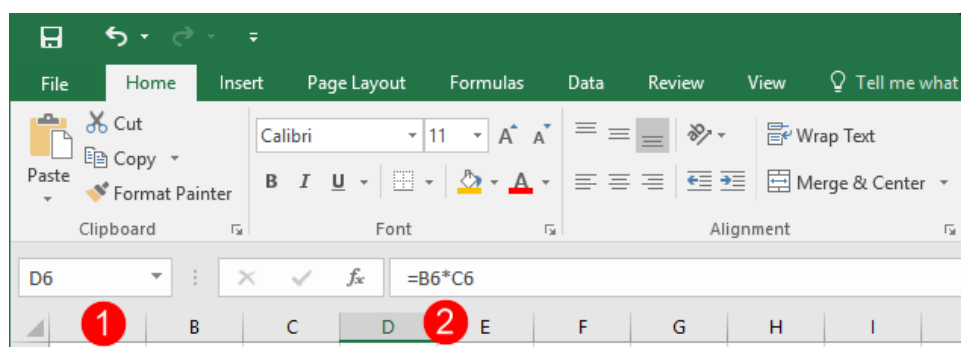 File Home Insert Page Layout Formulas Data Review View Tell me what
Cut
Copy
Format Painter
Paste
Calibri 11 A A
B I U A
Wrap Text
Merge & Center
Clipboard Font Alignment
D6 fx =B6*C6
1 B C D 2 E F G H I